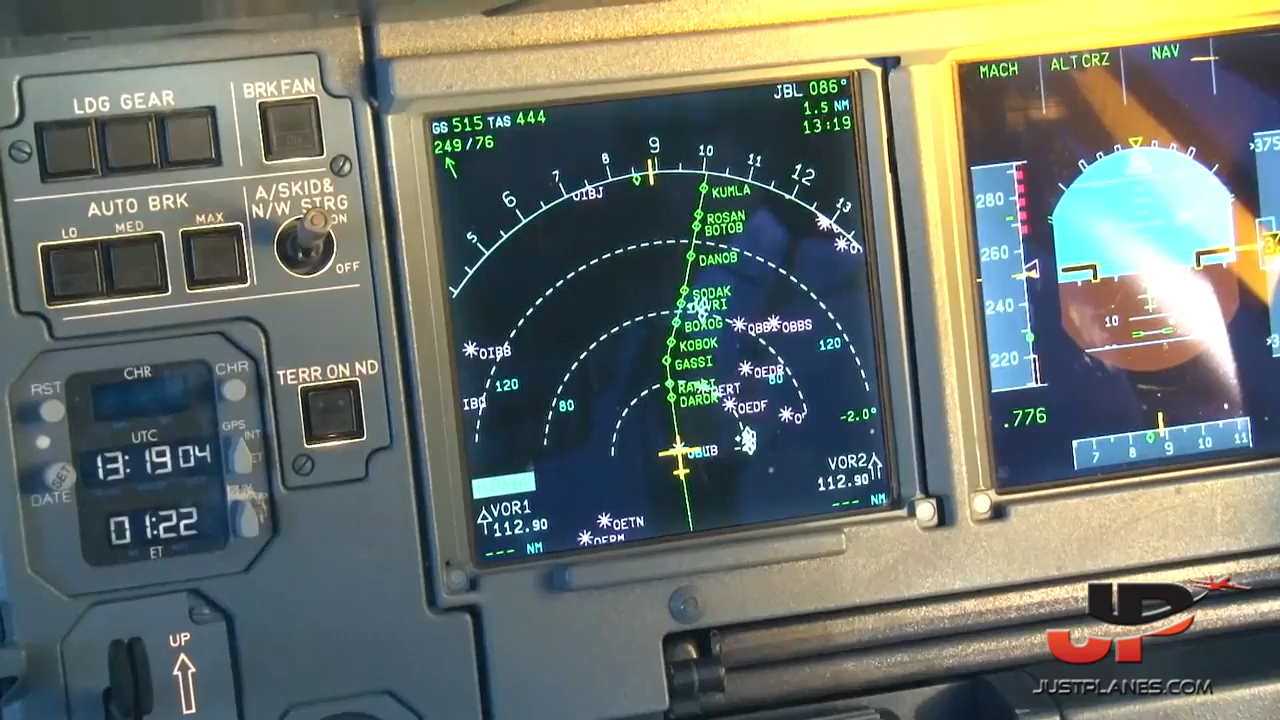 LDG GEAR
BRK FAN
AUTO BRK
LO
MED
MAX
A/SKID&
N/W STRG
ON
OFF
TERR ON ND
CHR
RST
CHR
UTC
GPS
INT
13:19 04
SET
DATE
01:22
ET
UP
GS 515 TAS 444
249/76
JBL 086°
1.5 NM
13:19
5
6
7
8
9
10
11
12
13
OIBJ
KUMLA
ROSAN
BOTOB
DANOB
SODAK
BOXOG
KOBOK
GASSI
DAROR
OIBB
OBBS
OEDR
OEDF
120
120
80
80
-2.0°
VOR1
112.90
--- NM
VOR2
112.90
--- NM
OETN
MACH
ALT CRZ
NAV
280
260
240
220
.776
10
375
7
8
9
10
11
JP
JUSTPLANES.COM